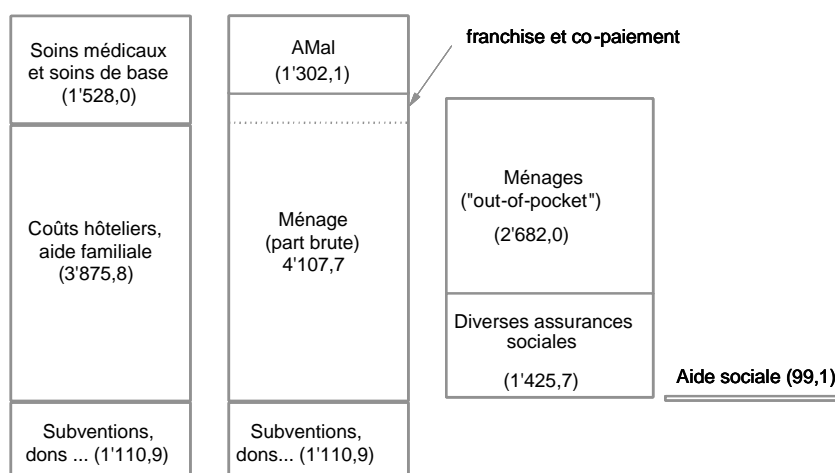 Soins médicaux
et soins de base
(1'528,0)
Coûts hôteliers,
aide familiale
(3'875,8)
Subventions,
dons ... (1'110,9)
AMal
(1'302,1)
Ménage
(part brute)
4'107,7
Subventions,
dons... (1'110,9)
franchise et co-paiement
Ménages
("out-of-pocket")
(2'682,0)
Diverses assurances
sociales
(1'425,7)
Aide sociale (99,1)